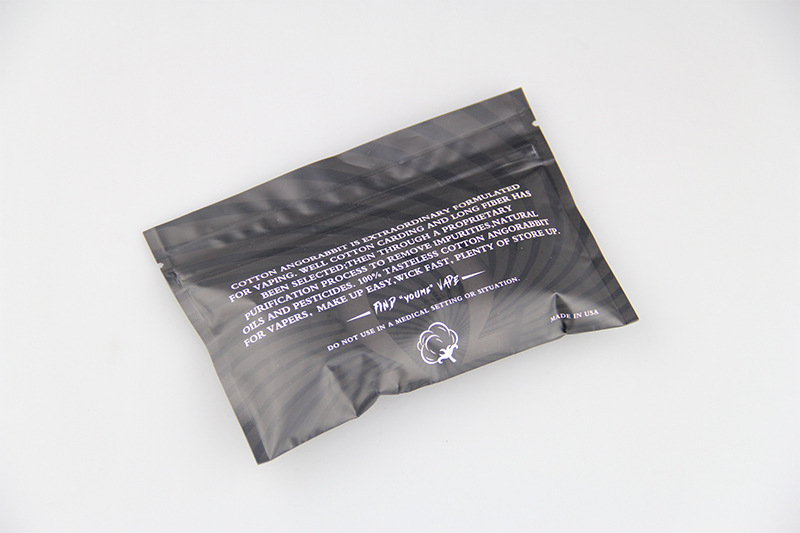 COTTON ANGORABBIT IS EXTRAORDINARY FORMULATED
FOR VAPING. WELL COTTON CARDING AND LONG FIBER HAS
BEEN SELECTED;THEN THROUGH A PROPRIETARY
PURIFICATION PROCESS TO REMOVE IMPURITIES,NATURAL
OILS AND PESTICIDES. 100% TASTELESS COTTON ANGORABBIT
FOR VAPERS, MAKE UP EASY,WICK FAST, PLENTY OF STORE UP.
FIND "YOUNG" VAPE
DO NOT USE IN A MEDICAL SETTING OR SITUATION.
MADE IN USA